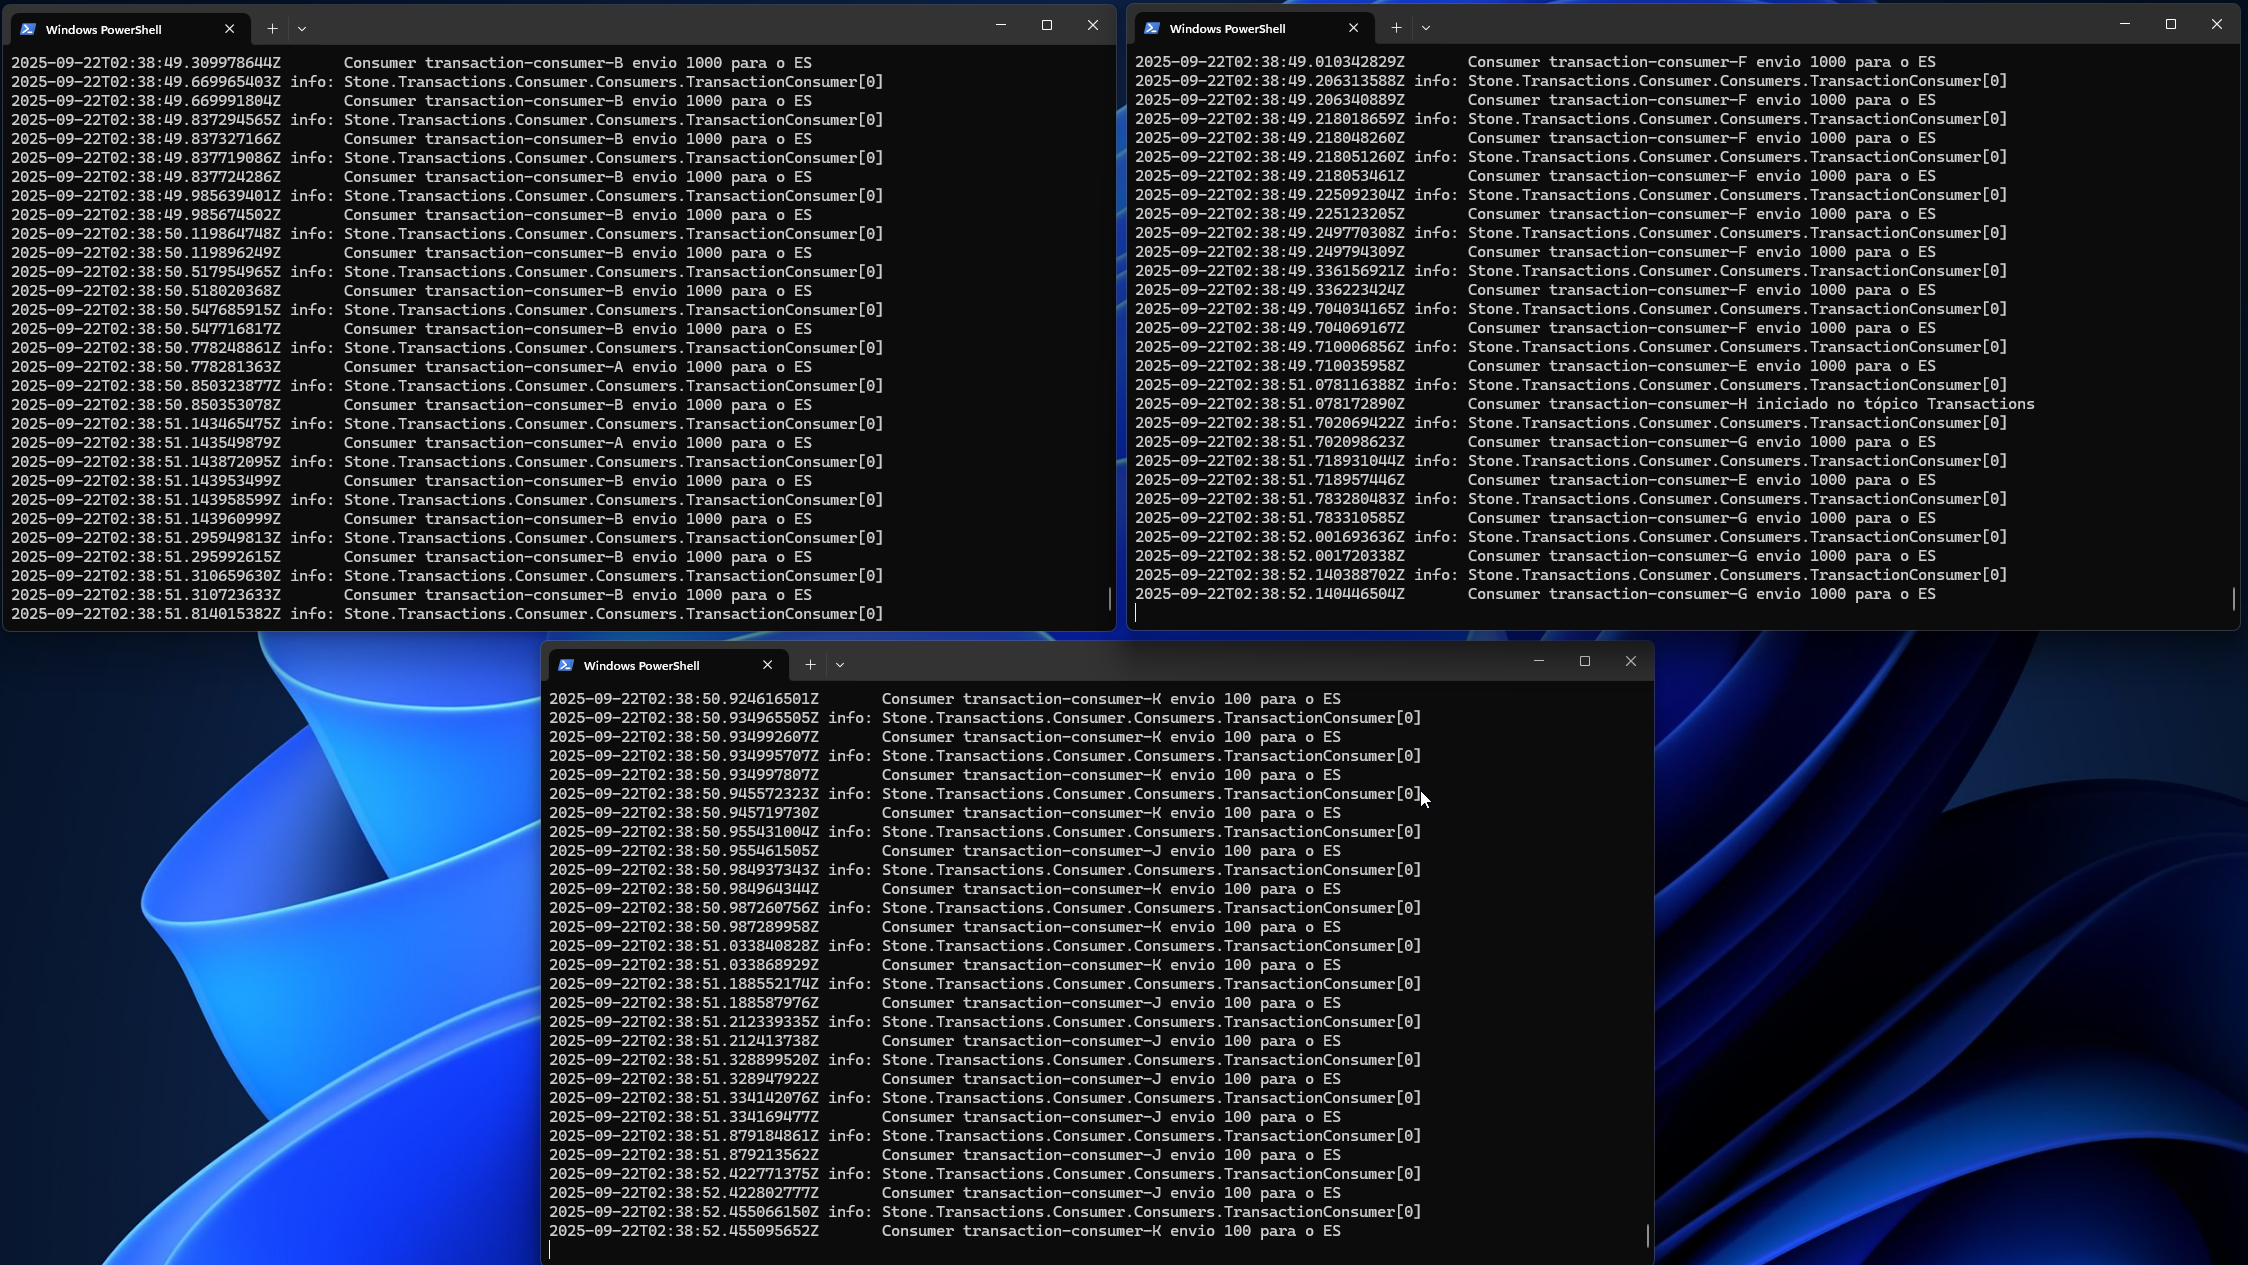 Windows PowerShell
2025-09-22T02:38:49.309978644Z       Consumer transaction-consumer-B envio 1000 para o ES
2025-09-22T02:38:49.669965403Z info: Stone.Transactions.Consumer.Consumers.TransactionConsumer[0]
2025-09-22T02:38:49.669991804Z       Consumer transaction-consumer-B envio 1000 para o ES
2025-09-22T02:38:49.837294565Z info: Stone.Transactions.Consumer.Consumers.TransactionConsumer[0]
2025-09-22T02:38:49.837327166Z       Consumer transaction-consumer-B envio 1000 para o ES
2025-09-22T02:38:49.837719086Z info: Stone.Transactions.Consumer.Consumers.TransactionConsumer[0]
2025-09-22T02:38:49.837724286Z       Consumer transaction-consumer-B envio 1000 para o ES
2025-09-22T02:38:49.985639401Z info: Stone.Transactions.Consumer.Consumers.TransactionConsumer[0]
2025-09-22T02:38:49.985674502Z       Consumer transaction-consumer-B envio 1000 para o ES
2025-09-22T02:38:50.119864748Z info: Stone.Transactions.Consumer.Consumers.TransactionConsumer[0]
2025-09-22T02:38:50.119896249Z       Consumer transaction-consumer-B envio 1000 para o ES
2025-09-22T02:38:50.517954965Z info: Stone.Transactions.Consumer.Consumers.TransactionConsumer[0]
2025-09-22T02:38:50.518020368Z       Consumer transaction-consumer-B envio 1000 para o ES
2025-09-22T02:38:50.547685915Z info: Stone.Transactions.Consumer.Consumers.TransactionConsumer[0]
2025-09-22T02:38:50.547716817Z       Consumer transaction-consumer-B envio 1000 para o ES
2025-09-22T02:38:50.778248861Z info: Stone.Transactions.Consumer.Consumers.TransactionConsumer[0]
2025-09-22T02:38:50.778281363Z       Consumer transaction-consumer-A envio 1000 para o ES
2025-09-22T02:38:50.850323877Z info: Stone.Transactions.Consumer.Consumers.TransactionConsumer[0]
2025-09-22T02:38:50.850353078Z       Consumer transaction-consumer-B envio 1000 para o ES
2025-09-22T02:38:51.143465475Z info: Stone.Transactions.Consumer.Consumers.TransactionConsumer[0]
2025-09-22T02:38:51.143549879Z       Consumer transaction-consumer-A envio 1000 para o ES
2025-09-22T02:38:51.143872095Z info: Stone.Transactions.Consumer.Consumers.TransactionConsumer[0]
2025-09-22T02:38:51.143953499Z       Consumer transaction-consumer-B envio 1000 para o ES
2025-09-22T02:38:51.143958599Z info: Stone.Transactions.Consumer.Consumers.TransactionConsumer[0]
2025-09-22T02:38:51.143960999Z       Consumer transaction-consumer-B envio 1000 para o ES
2025-09-22T02:38:51.295949813Z info: Stone.Transactions.Consumer.Consumers.TransactionConsumer[0]
2025-09-22T02:38:51.295992615Z       Consumer transaction-consumer-B envio 1000 para o ES
2025-09-22T02:38:51.310659630Z info: Stone.Transactions.Consumer.Consumers.TransactionConsumer[0]
2025-09-22T02:38:51.310723633Z       Consumer transaction-consumer-B envio 1000 para o ES
2025-09-22T02:38:51.814015382Z info: Stone.Transactions.Consumer.Consumers.TransactionConsumer[0]
Windows PowerShell
2025-09-22T02:38:49.010342829Z       Consumer transaction-consumer-F envio 1000 para o ES
2025-09-22T02:38:49.206313588Z info: Stone.Transactions.Consumer.Consumers.TransactionConsumer[0]
2025-09-22T02:38:49.206340889Z       Consumer transaction-consumer-F envio 1000 para o ES
2025-09-22T02:38:49.218018659Z info: Stone.Transactions.Consumer.Consumers.TransactionConsumer[0]
2025-09-22T02:38:49.218048260Z       Consumer transaction-consumer-F envio 1000 para o ES
2025-09-22T02:38:49.218051260Z info: Stone.Transactions.Consumer.Consumers.TransactionConsumer[0]
2025-09-22T02:38:49.218053461Z       Consumer transaction-consumer-F envio 1000 para o ES
2025-09-22T02:38:49.225092304Z info: Stone.Transactions.Consumer.Consumers.TransactionConsumer[0]
2025-09-22T02:38:49.225123205Z       Consumer transaction-consumer-F envio 1000 para o ES
2025-09-22T02:38:49.249770308Z info: Stone.Transactions.Consumer.Consumers.TransactionConsumer[0]
2025-09-22T02:38:49.249794309Z       Consumer transaction-consumer-F envio 1000 para o ES
2025-09-22T02:38:49.336156921Z info: Stone.Transactions.Consumer.Consumers.TransactionConsumer[0]
2025-09-22T02:38:49.336223424Z       Consumer transaction-consumer-F envio 1000 para o ES
2025-09-22T02:38:49.704034165Z info: Stone.Transactions.Consumer.Consumers.TransactionConsumer[0]
2025-09-22T02:38:49.704069167Z       Consumer transaction-consumer-F envio 1000 para o ES
2025-09-22T02:38:49.710006856Z info: Stone.Transactions.Consumer.Consumers.TransactionConsumer[0]
2025-09-22T02:38:49.710035958Z       Consumer transaction-consumer-E envio 1000 para o ES
2025-09-22T02:38:51.078116388Z info: Stone.Transactions.Consumer.Consumers.TransactionConsumer[0]
2025-09-22T02:38:51.078172890Z       Consumer transaction-consumer-H iniciado no tópico Transactions
2025-09-22T02:38:51.702069422Z info: Stone.Transactions.Consumer.Consumers.TransactionConsumer[0]
2025-09-22T02:38:51.702098623Z       Consumer transaction-consumer-G envio 1000 para o ES
2025-09-22T02:38:51.718931044Z info: Stone.Transactions.Consumer.Consumers.TransactionConsumer[0]
2025-09-22T02:38:51.718957446Z       Consumer transaction-consumer-E envio 1000 para o ES
2025-09-22T02:38:51.783280483Z info: Stone.Transactions.Consumer.Consumers.TransactionConsumer[0]
2025-09-22T02:38:51.783310585Z       Consumer transaction-consumer-G envio 1000 para o ES
2025-09-22T02:38:52.001693636Z info: Stone.Transactions.Consumer.Consumers.TransactionConsumer[0]
2025-09-22T02:38:52.001720338Z       Consumer transaction-consumer-G envio 1000 para o ES
2025-09-22T02:38:52.140388702Z info: Stone.Transactions.Consumer.Consumers.TransactionConsumer[0]
2025-09-22T02:38:52.140446504Z       Consumer transaction-consumer-G envio 1000 para o ES
Windows PowerShell
2025-09-22T02:38:50.924616501Z       Consumer transaction-consumer-K envio 100 para o ES
2025-09-22T02:38:50.934965505Z info: Stone.Transactions.Consumer.Consumers.TransactionConsumer[0]
2025-09-22T02:38:50.934992607Z       Consumer transaction-consumer-K envio 100 para o ES
2025-09-22T02:38:50.934995707Z info: Stone.Transactions.Consumer.Consumers.TransactionConsumer[0]
2025-09-22T02:38:50.934997807Z       Consumer transaction-consumer-K envio 100 para o ES
2025-09-22T02:38:50.945572323Z info: Stone.Transactions.Consumer.Consumers.TransactionConsumer[0]
2025-09-22T02:38:50.945719730Z       Consumer transaction-consumer-K envio 100 para o ES
2025-09-22T02:38:50.955431004Z info: Stone.Transactions.Consumer.Consumers.TransactionConsumer[0]
2025-09-22T02:38:50.955461505Z       Consumer transaction-consumer-J envio 100 para o ES
2025-09-22T02:38:50.984937343Z info: Stone.Transactions.Consumer.Consumers.TransactionConsumer[0]
2025-09-22T02:38:50.984964344Z       Consumer transaction-consumer-K envio 100 para o ES
2025-09-22T02:38:50.987260756Z info: Stone.Transactions.Consumer.Consumers.TransactionConsumer[0]
2025-09-22T02:38:50.987289958Z       Consumer transaction-consumer-K envio 100 para o ES
2025-09-22T02:38:51.033840828Z info: Stone.Transactions.Consumer.Consumers.TransactionConsumer[0]
2025-09-22T02:38:51.033868929Z       Consumer transaction-consumer-K envio 100 para o ES
2025-09-22T02:38:51.188552174Z info: Stone.Transactions.Consumer.Consumers.TransactionConsumer[0]
2025-09-22T02:38:51.188587976Z       Consumer transaction-consumer-J envio 100 para o ES
2025-09-22T02:38:51.212339335Z info: Stone.Transactions.Consumer.Consumers.TransactionConsumer[0]
2025-09-22T02:38:51.212413738Z       Consumer transaction-consumer-J envio 100 para o ES
2025-09-22T02:38:51.328899520Z info: Stone.Transactions.Consumer.Consumers.TransactionConsumer[0]
2025-09-22T02:38:51.328947922Z       Consumer transaction-consumer-J envio 100 para o ES
2025-09-22T02:38:51.334142076Z info: Stone.Transactions.Consumer.Consumers.TransactionConsumer[0]
2025-09-22T02:38:51.334169477Z       Consumer transaction-consumer-J envio 100 para o ES
2025-09-22T02:38:51.879184861Z info: Stone.Transactions.Consumer.Consumers.TransactionConsumer[0]
2025-09-22T02:38:51.879213562Z       Consumer transaction-consumer-J envio 100 para o ES
2025-09-22T02:38:52.422771375Z info: Stone.Transactions.Consumer.Consumers.TransactionConsumer[0]
2025-09-22T02:38:52.422802777Z       Consumer transaction-consumer-J envio 100 para o ES
2025-09-22T02:38:52.455066150Z info: Stone.Transactions.Consumer.Consumers.TransactionConsumer[0]
2025-09-22T02:38:52.455095652Z       Consumer transaction-consumer-K envio 100 para o ES